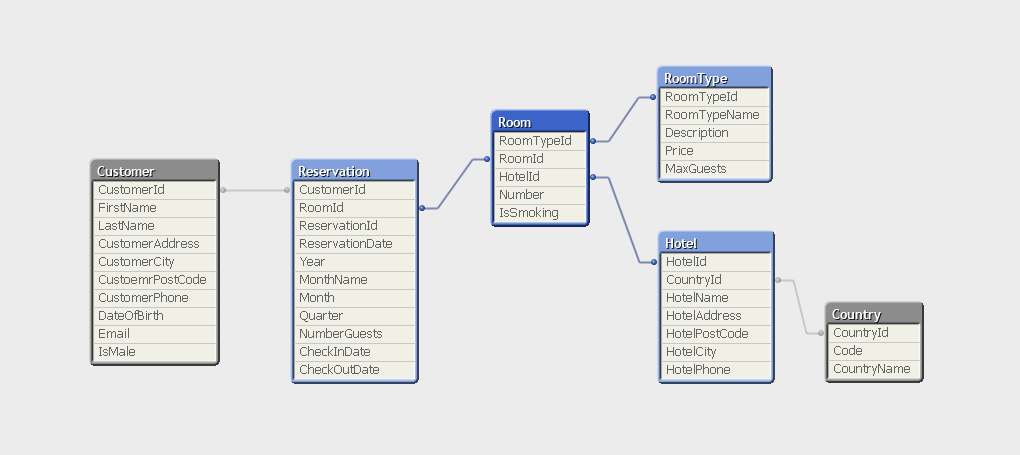 Customer
CustomerId
FirstName
LastName
CustomerAddress
CustomerCity
CustoemrPostCode
CustomerPhone
DateOfBirth
Email
IsMale
Reservation
CustomerId
RoomId
ReservationId
ReservationDate
Year
MonthName
Month
Quarter
NumberGuests
CheckInDate
CheckOutDate
Room
RoomTypeId
RoomId
HotelId
Number
IsSmoking
RoomType
RoomTypeId
RoomTypeName
Description
Price
MaxGuests
Hotel
HotelId
CountryId
HotelName
HotelAddress
HotelPostCode
HotelCity
HotelPhone
Country
CountryId
Code
CountryName